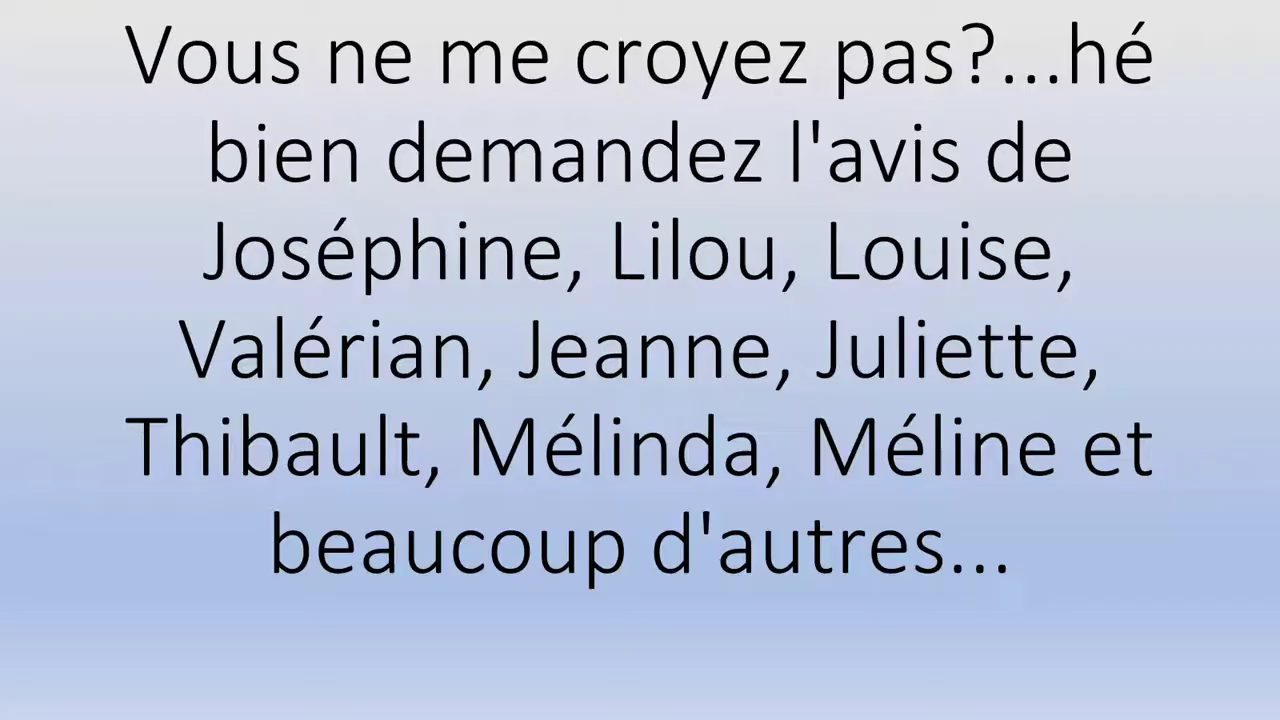 Vous ne me croyez pas?...hé
bien demandez l'avis de
Joséphine, Lilou, Louise,
Valérian, Jeanne, Juliette,
Thibault, Mélinda, Méline et
beaucoup d'autres...